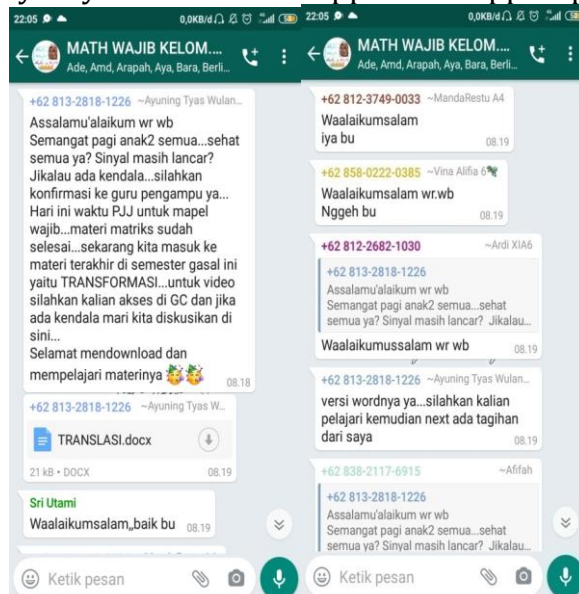 22:05
0,0KB/d
MATH WAJIB KELOM....
Ade, Amd, Arapah, Aya, Bara, Berli...
+62 813-2818-1226 ~Ayuning Tyas Wulan...
Assalamu'alaikum wr wb
Semangat pagi anak2 semua...sehat
semua ya? Sinyal masih lancar?
Jikalau ada kendala...silahkan
konfirmasi ke guru pengampu ya...
Hari ini waktu PJJ untuk mapel
wajib...materi matriks sudah
selesai...sekarang kita masuk ke
materi terakhir di semester gasal ini
yaitu TRANSFORMASI...untuk video
silahkan kalian akses di GC dan jika
ada kendala mari kita diskusikan di
sini...
Selamat mendownload dan
mempelajari materinya
08.18
+62 813-2818-1226 ~Ayuning Tyas W...
TRANSLASI.docx
21 kB • DOCX
08.19
Sri Utami
Waalaikumsalam,,baik bu 08.19
Ketik pesan
22:05
0,0KB/d
MATH WAJIB KELOM....
Ade, Amd, Arapah, Aya, Bara, Berli...
+62 812-3749-0033 ~MandaRestu A4
Waalaikumsalam
iya bu
08.19
+62 858-0222-0385 ~Vina Alifia 6
Waalaikumsalam wr.wb
Nggeh bu
08.19
+62 812-2682-1030 ~Ardi XIA6
+62 813-2818-1226
Assalamu'alaikum wr wb
Semangat pagi anak2 semua...sehat
semua ya? Sinyal masih lancar? Jikalau...
Waalaikumussalam wr wb
08.19
+62 813-2818-1226 ~Ayuning Tyas Wulan...
versi wordnya ya...silahkan kalian
pelajari kemudian next ada tagihan
dari saya
08.19
+62 838-2117-6915 ~Afifah
+62 813-2818-1226
Assalamu'alaikum wr wb
Semangat pagi anak2 semua...sehat
semua ya? Sinyal masih lancar? Jikalau...
Ketik pesan